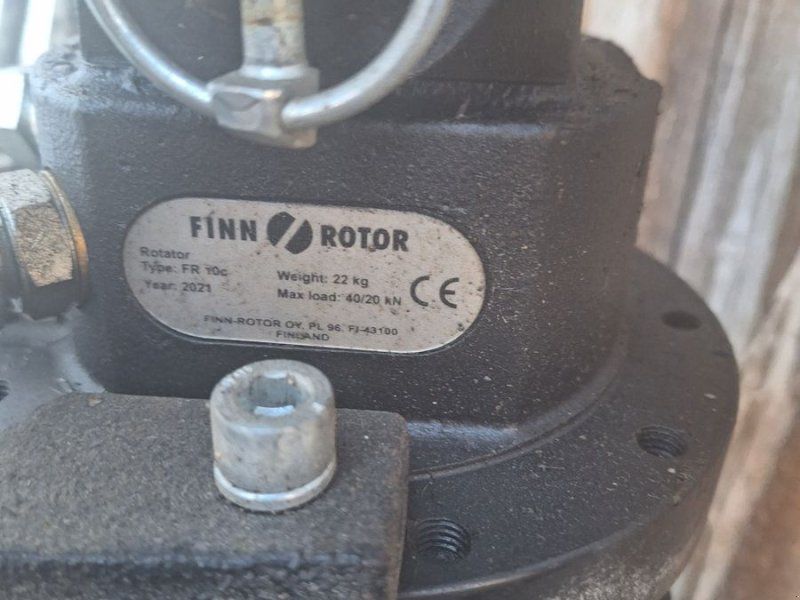 FINN ROTOR
Rotator
Type: FR 10c
Year: 2021
Weight: 22 kg
Max load: 40/20 kN
CE
FINN-ROTOR OY, PL 96, FI-43100
FINLAND